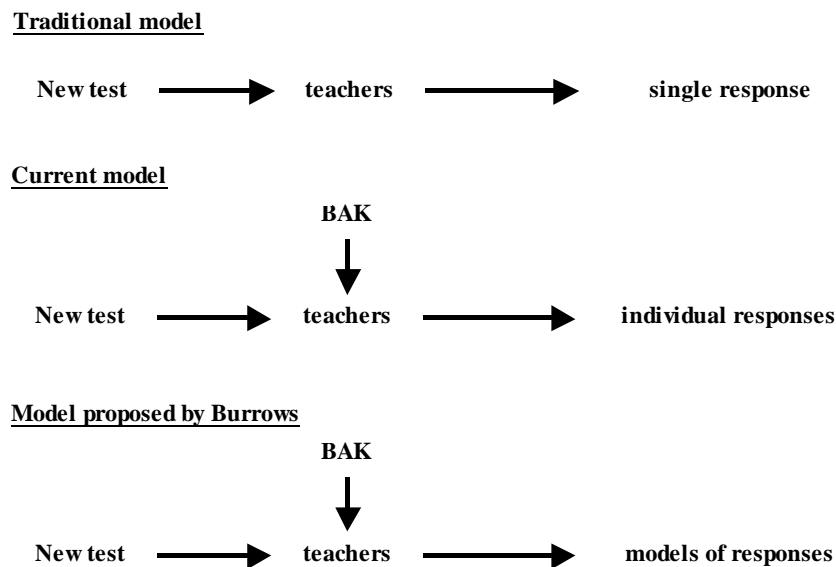 Traditional model
New test teachers single response
Current model
BAK
New test teachers individual responses
Model proposed by Burrows
BAK
New test teachers models of responses